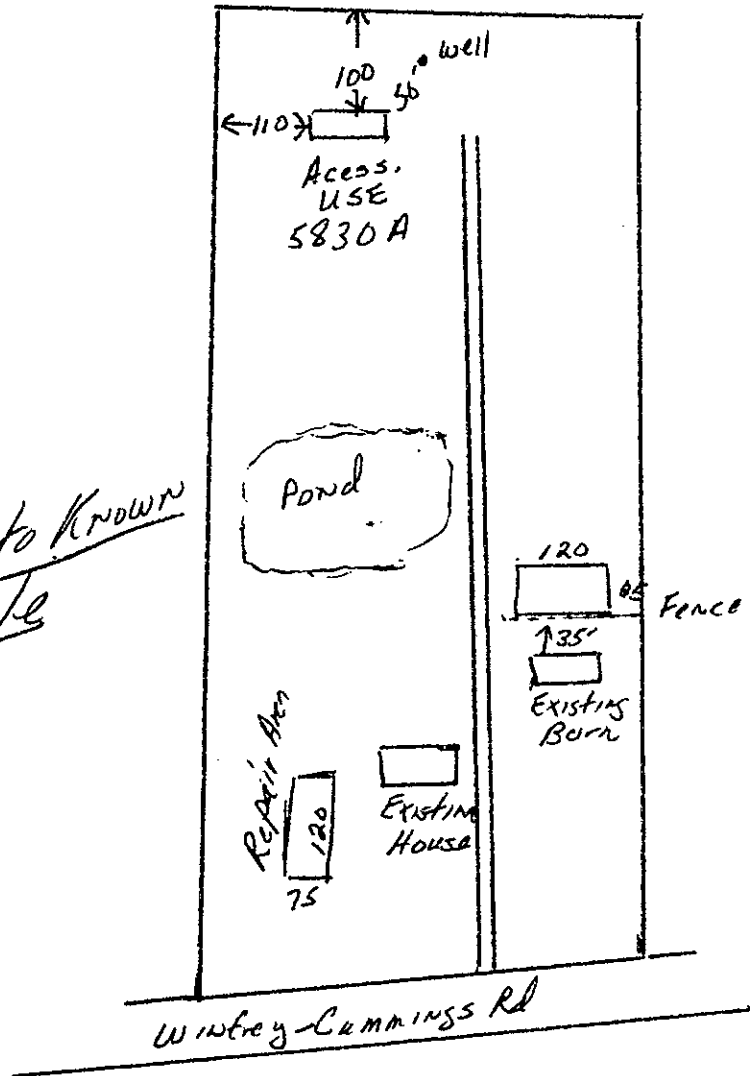 100
50'
well
110
Acess.
USE
5830 A
Pond
to Known
120
Fence
35'
Existing
Barn
Repair Area
120
75
Existing
House
Wintrey-Cummings Rd